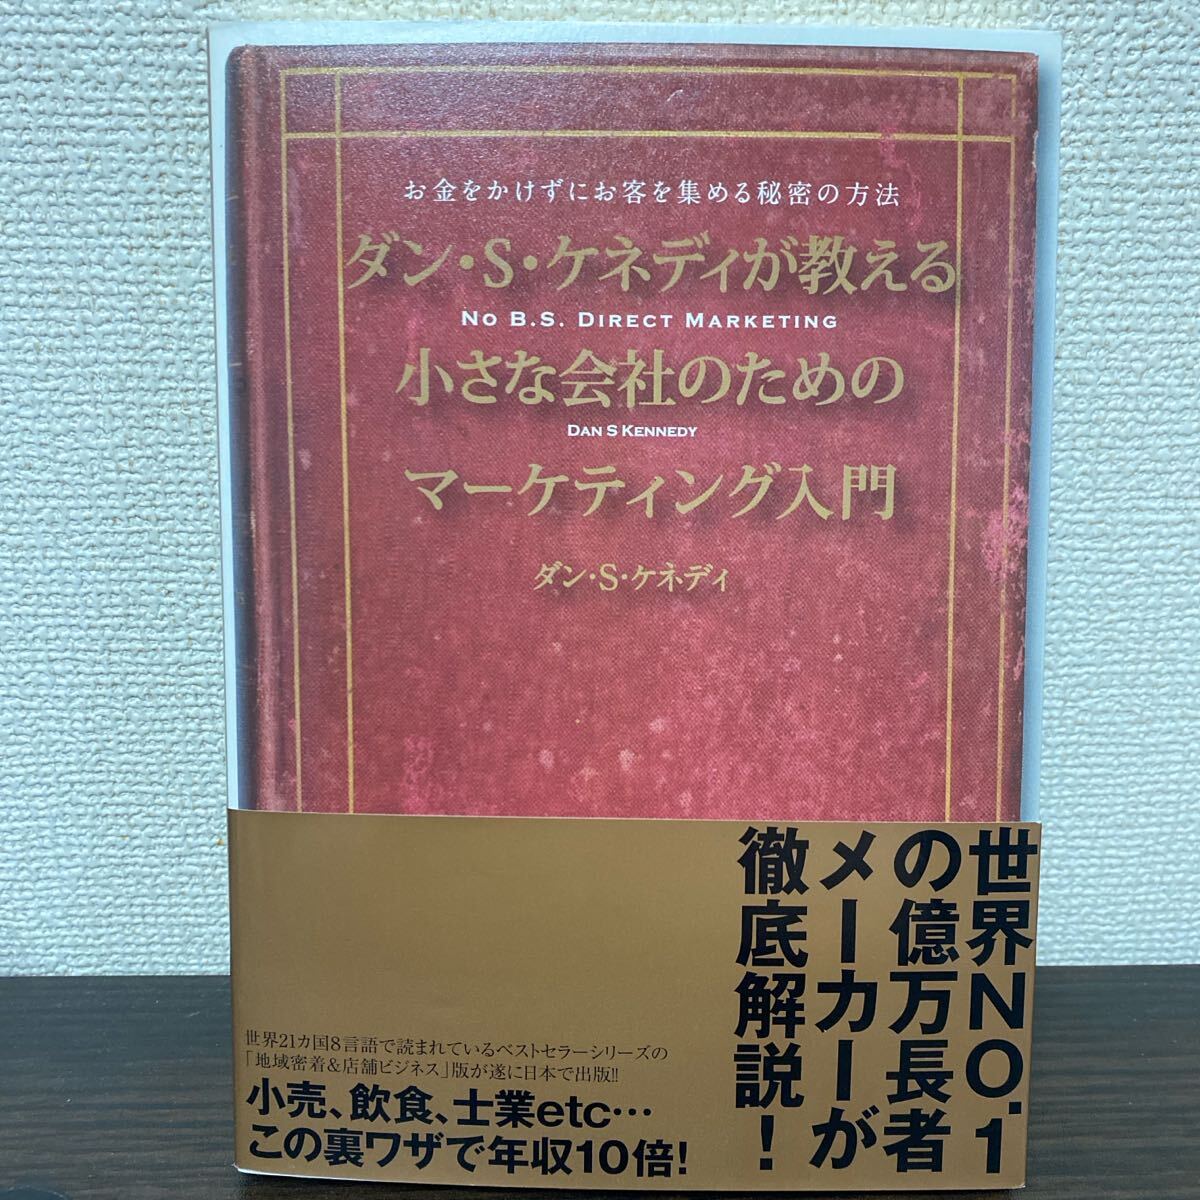 お金をかけずにお客を集める秘密の方法
ダン・S・ケネディが教える
NO B.S. DIRECT MARKETING
小さな会社のための
DAN S KENNEDY
マーケティング入門
ダン・S・ケネディ
世界NO.1
の億万長者
メーカーが
徹底解説!
世界21カ国8言語で読まれているベストセラーシリーズの
「地域密着&店舗ビジネス」版が遂に日本で出版!!
小売、飲食、士業etc…
この裏ワザで年収10倍!